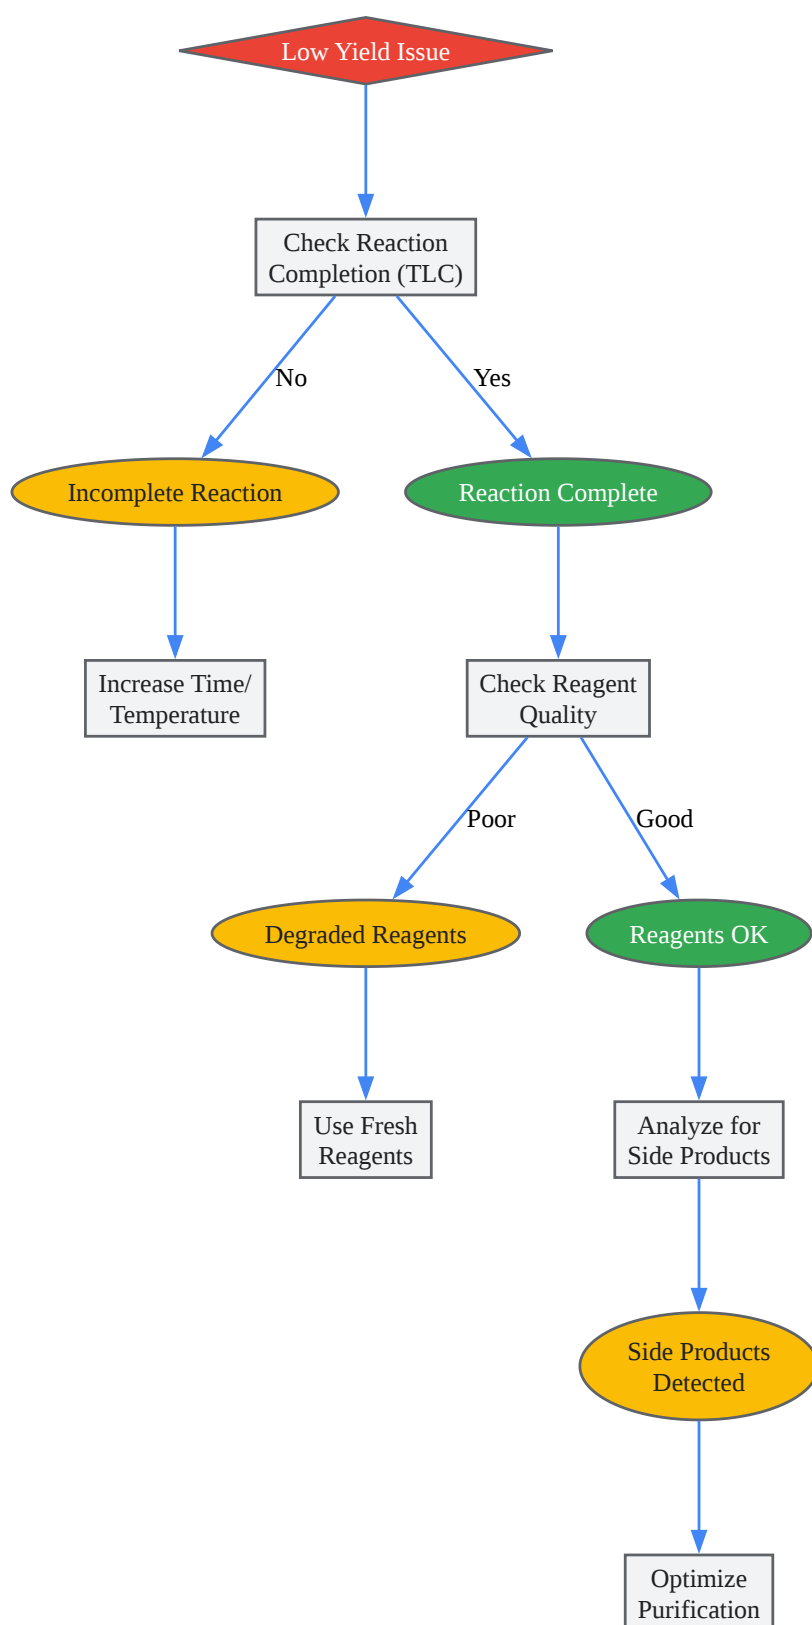 Low Yield Issue
Check Reaction
Completion (TLC)
No
Yes
Incomplete Reaction
Reaction Complete
Increase Time/
Temperature
Check Reagent
Quality
Poor
Good
Degraded Reagents
Reagents OK
Use Fresh
Reagents
Analyze for
Side Products
Side Products
Detected
Optimize
Purification